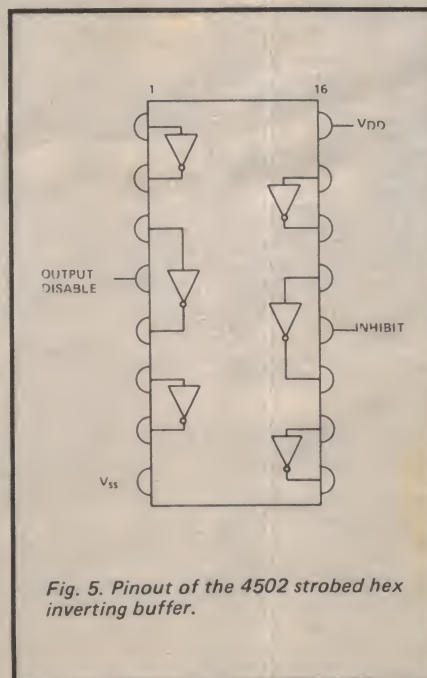 1 16
VDD
OUTPUT
DISABLE
INHIBIT
Vss
Fig. 5. Pinout of the 4502 strobed hex
inverting buffer.